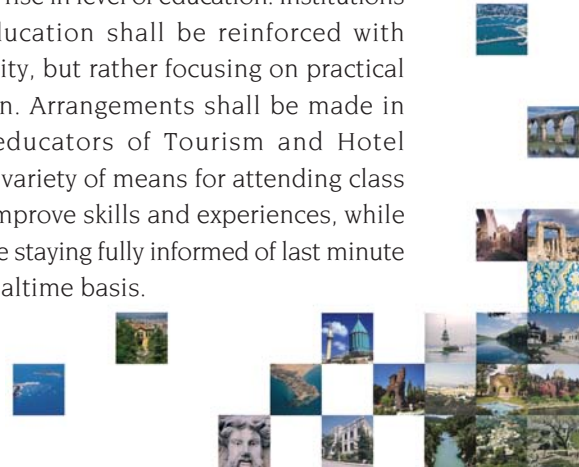 rise in level of education. Institutions
ducation shall be reinforced with
ity, but rather focusing on practical
n. Arrangements shall be made in
educators of Tourism and Hotel
variety of means for attending class
mprove skills and experiences, while
e staying fully informed of last minute
altime basis.